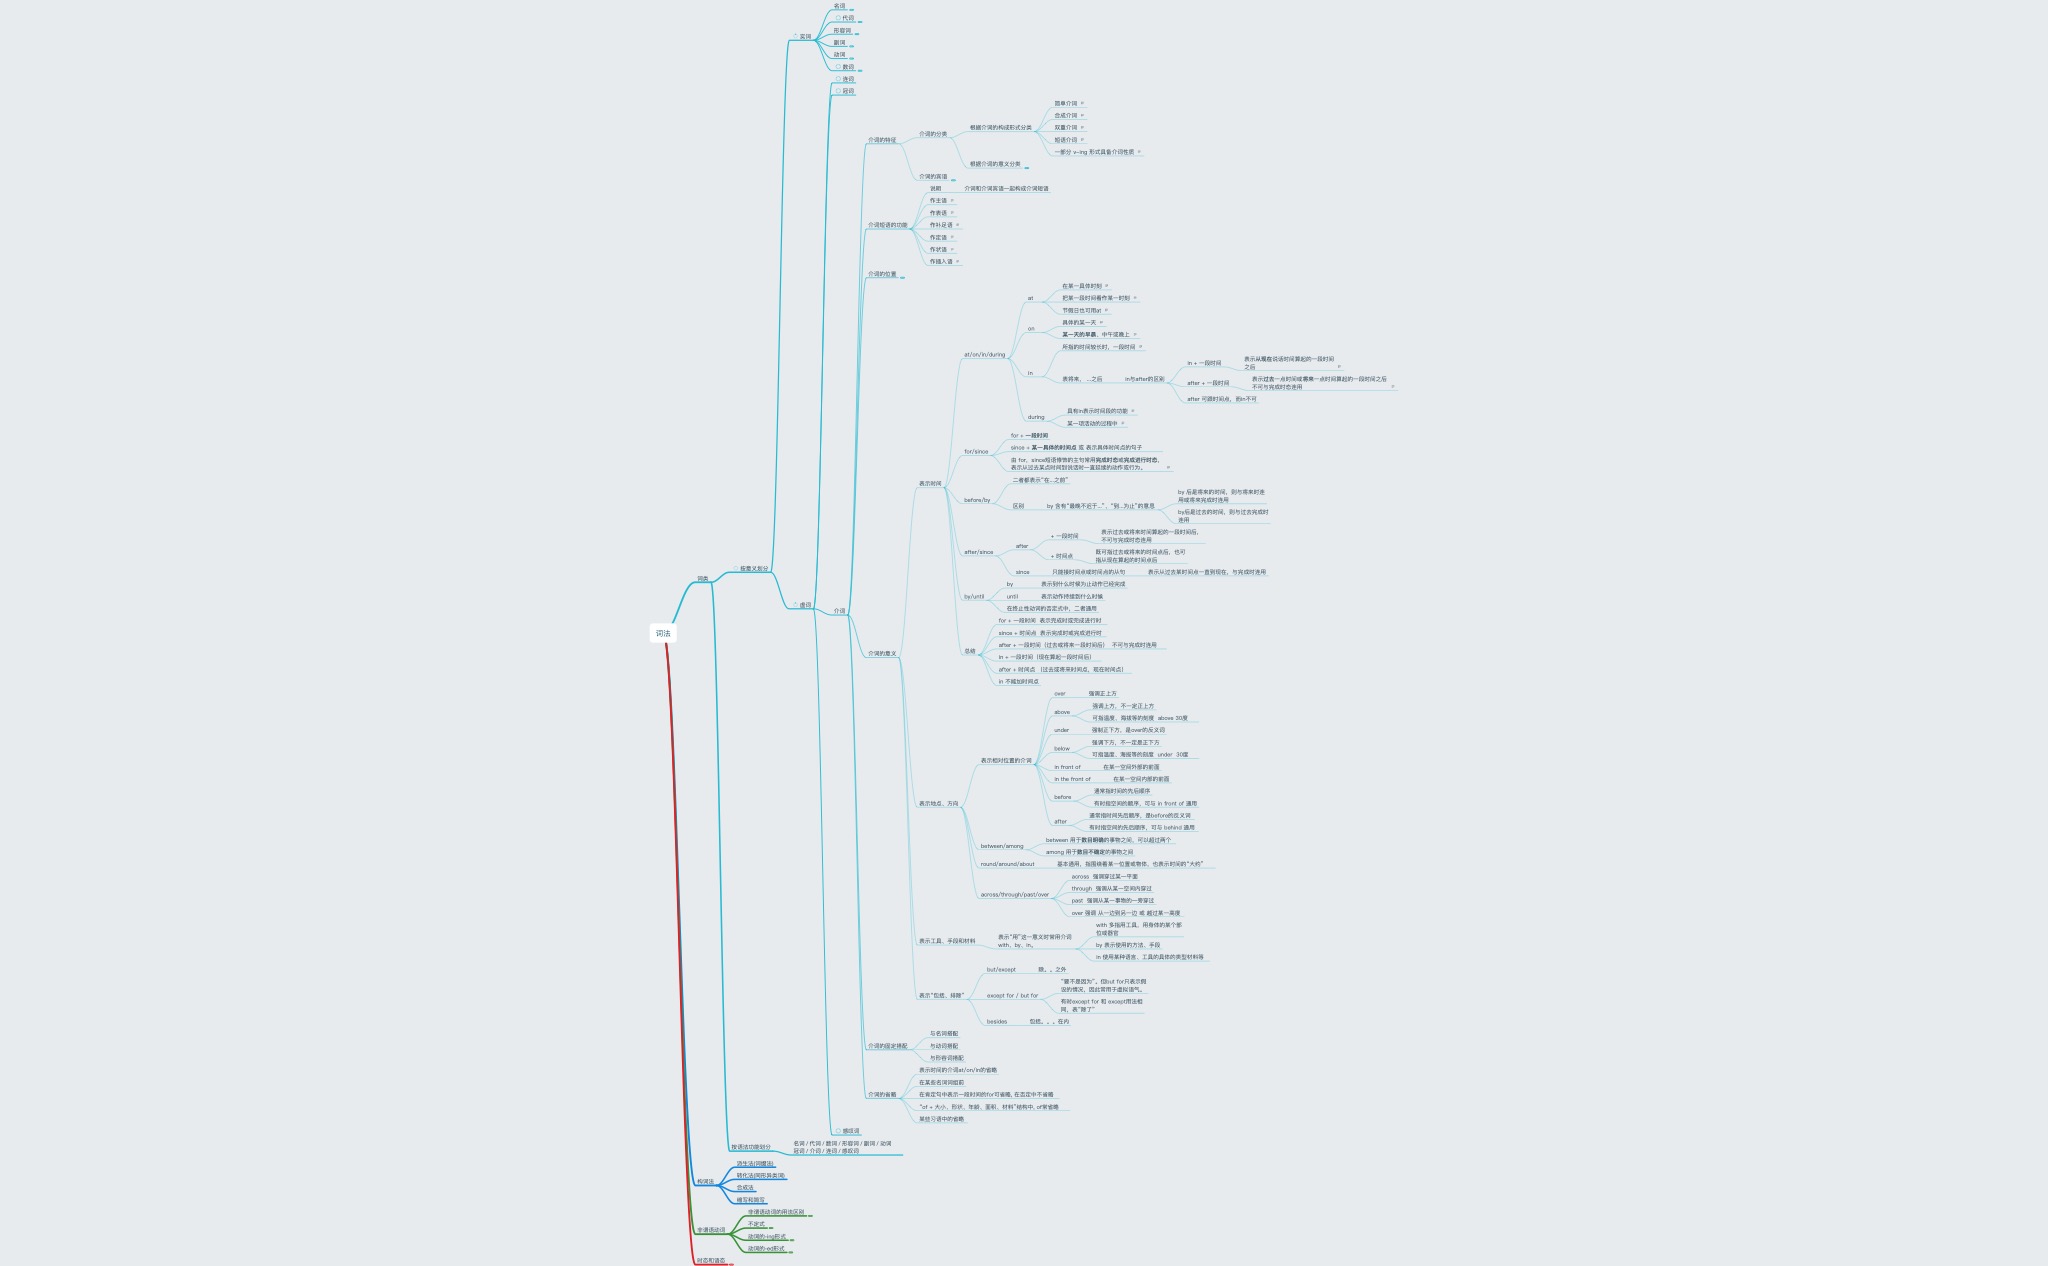 名词
代词
形容词
实词
副词
动词
数词
连词
冠词
简单介词
合成介词
介词的分类
根据介词的构成形式分类
双重介词
介词的特征
短语介词
一部分 v-ing 形式具备介词性质
根据介词的意义分类
介词的宾语
说明
介词和介词宾语一起构成介词短语
作主语
作表语
介词短语的功能
作补足语
作定语
作状语
作插入语
介词的位置
在某一具体时刻
at
把某一段时间看作某一时刻
节假日也可用at
具体的某一天
on
某一天的早晨、中午或晚上
所指的时间较长时，一段时间
at/on/in/during
in + 一段时间
表示从现在说话时间算起的一段时间
之后
in
表将来， ...之后
in与after的区别
after + 一段时间
表示过去一点时间或将来一点时间算起的一段时间之后
不可与完成时态连用
after 可跟时间点，而in不可
during
具有in表示时间段的功能
某一项活动的过程中
for + 一段时间
for/since
since + 某一具体的时间点 或 表示具体时间点的句子
由 for、since短语修饰的主句常用完成时态或完成进行时态，
表示从过去某点时间到说话时一直延续的动作或行为。
表示时间
二者都表示“在...之前”
before/by
区别
by 含有“最晚不迟于...”，“到...为止”的意思
by 后是将来的时间，则与将来时连
用或将来完成时连用
by后是过去的时间，则与过去完成时
连用
after/since
after
+ 一段时间
表示过去或将来时间算起的一段时间后，
不可与完成时态连用
+ 时间点
既可指过去或将来的时间点后，也可
指从现在算起的时间点后
since
只能接时间点或时间点的从句
表示从过去某时间点一直到现在，与完成时连用
词类
按意义划分
by
表示到什么时候为止动作已经完成
by/until
until
表示动作持续到什么时候
在终止性动词的否定式中，二者通用
虚词
介词
for + 一段时间 表示完成时或完成进行时
since + 时间点 表示完成时或完成进行时
词法
总结
after + 一段时间（过去或将来一段时间后） 不可与完成时连用
介词的意义
in + 一段时间（现在算起一段时间后）
after + 时间点 （过去或将来时间点，现在时间点）
in 不能加时间点
over
强调正上方
above
强调上方，不一定正上方
可指温度、海拔等的刻度 above 30度
under
强制正下方，是over的反义词
below
强调下方，不一定是正下方
可指温度、海拔等的刻度 under 30度
表示相对位置的介词
in front of
在某一空间外部的前面
in the front of
在某一空间内部的前面
before
通常指时间的先后顺序
有时指空间的顺序，可与 in front of 通用
表示地点、方向
after
通常指时间先后顺序，是before的反义词
有时指空间的先后顺序，可与 behind 通用
between/among
between 用于数目明确的事物之间，可以超过两个
among 用于数目不确定的事物之间
round/around/about
基本通用，指围绕着某一位置或物体，也表示时间的“大约”
across 强调穿过某一平面
across/through/past/over
through 强调从某一空间内穿过
past 强调从某一事物的一旁穿过
over 强调 从一边到另一边 或 越过某一高度
表示工具、手段和材料
表示“用”这一意义时常用介词
with、by、in。
with 多指用工具、用身体的某个部
位或器官
by 表示使用的方法、手段
in 使用某种语言、工具的具体的类型材料等
but/except
除。。之外
表示“包括、排除”
except for / but for
“要不是因为”。但but for只表示假
设的情况，因此常用于虚拟语气。
有时except for 和 except用法相
同，表“除了”
besides
包括。。。在内
与名词搭配
介词的固定搭配
与动词搭配
与形容词搭配
表示时间的介词at/on/in的省略
在某些名词词组前
介词的省略
在肯定句中表示一段时间的for可省略, 在否定中不省略
“of + 大小、形状、年龄、面积、材料”结构中, of常省略
某些习语中的省略
感叹词
按语法功能划分
名词 / 代词 / 数词 / 形容词 / 副词 / 动词
冠词 / 介词 / 连词 / 感叹词
派生法(词缀法)
转化法(同形异类词)
构词法
合成法
缩写和简写
非谓语动词的用法区别
不定式
非谓语动词
动词的-ing形式
动词的-ed形式
时态和语态